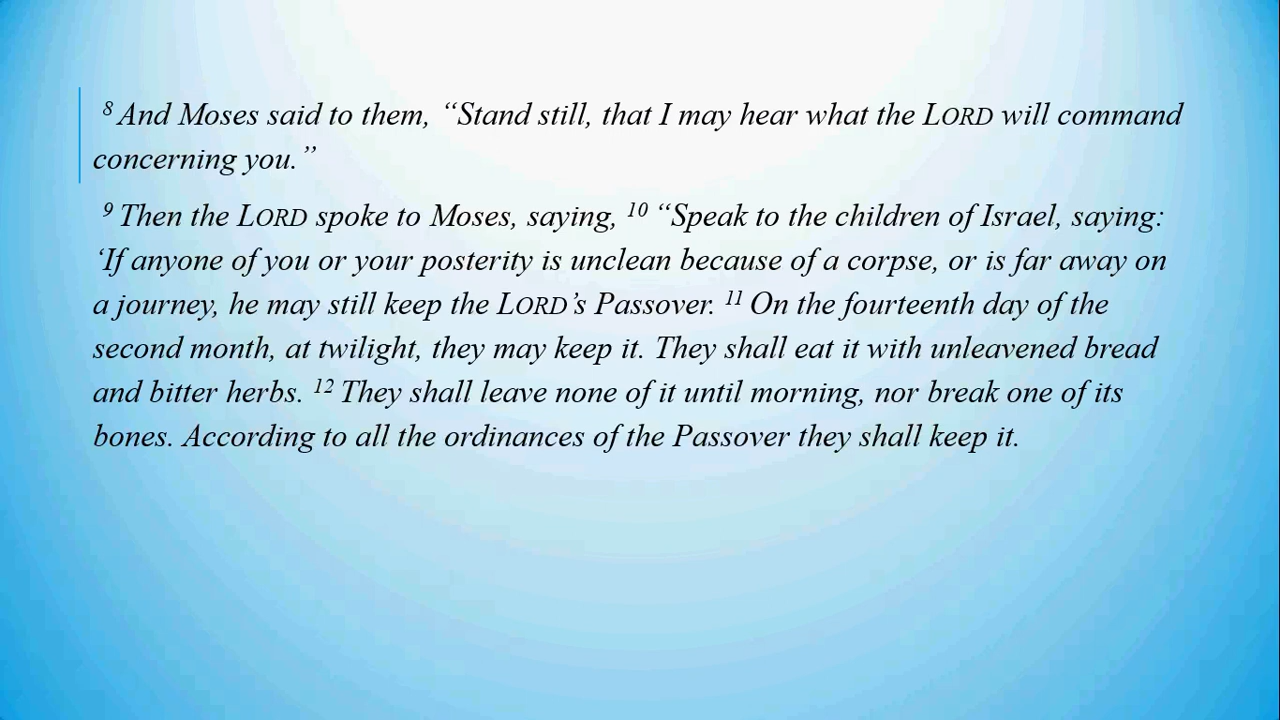 8 And Moses said to them, “Stand still, that I may hear what the LORD will command
concerning you.”
9 Then the LORD spoke to Moses, saying, 10 “Speak to the children of Israel, saying:
‘If anyone of you or your posterity is unclean because of a corpse, or is far away on
a journey, he may still keep the LORD’s Passover. 11 On the fourteenth day of the
second month, at twilight, they may keep it. They shall eat it with unleavened bread
and bitter herbs. 12 They shall leave none of it until morning, nor break one of its
bones. According to all the ordinances of the Passover they shall keep it.